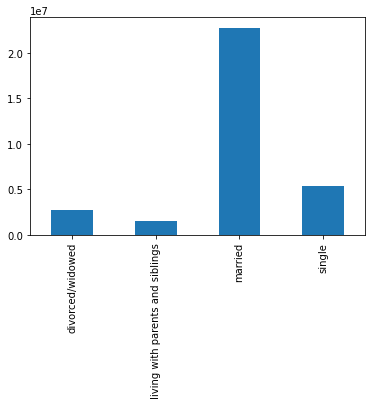 1e7
2.0
1.5
1.0
0.5
0.0
divorced/widowed
living with parents and siblings
married
single